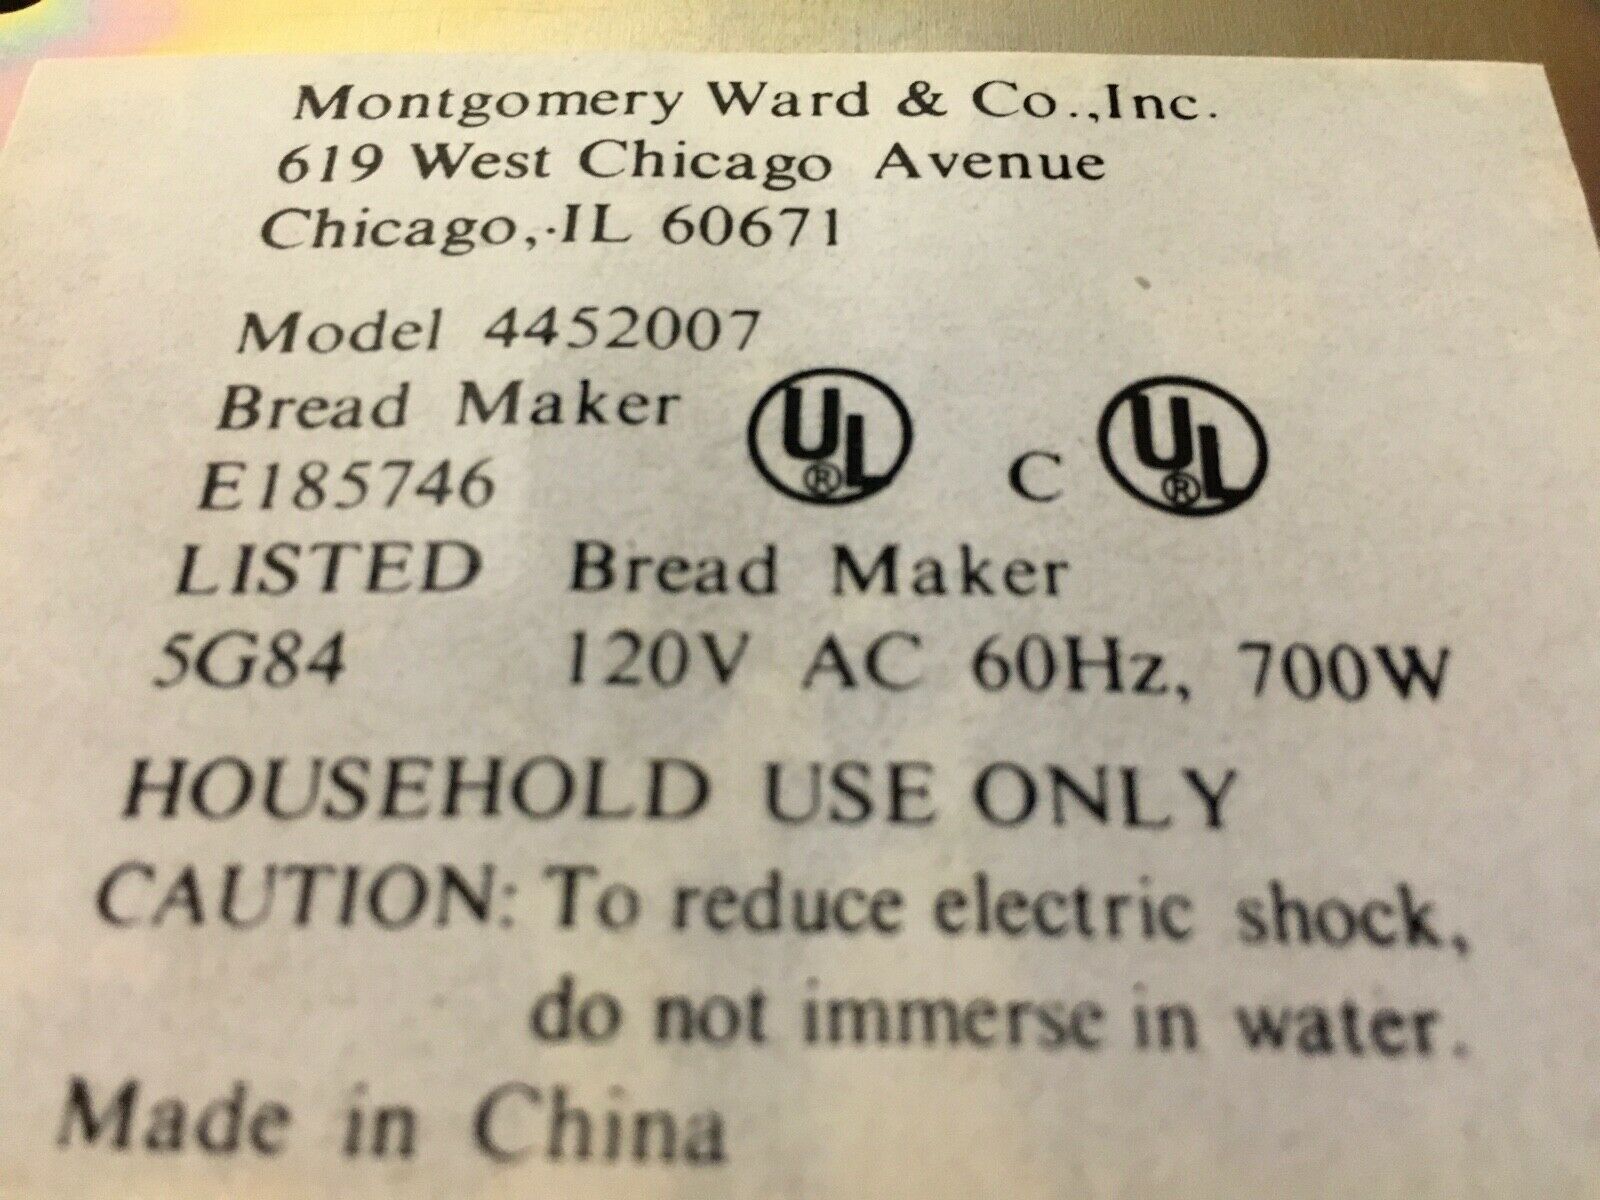 Montgomery Ward & Co.,Inc.
619 West Chicago Avenue
Chicago,·IL 60671
Model 4452007
Bread Maker UL® C UL®
E185746
LISTED Bread Maker
5G84 120V AC 60Hz, 700W
HOUSEHOLD USE ONLY
CAUTION: To reduce electric shock,
do not immerse in water.
Made in China